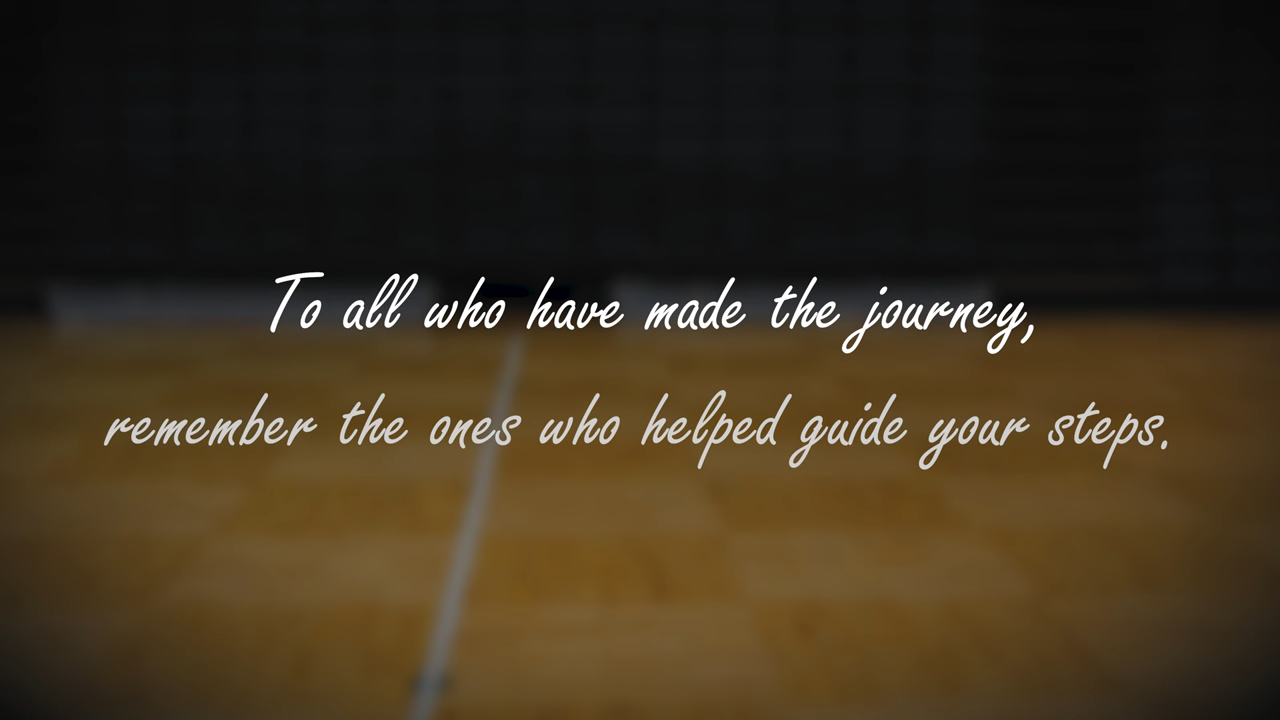 To all who have made the journey,
remember the ones who helped guide your steps.